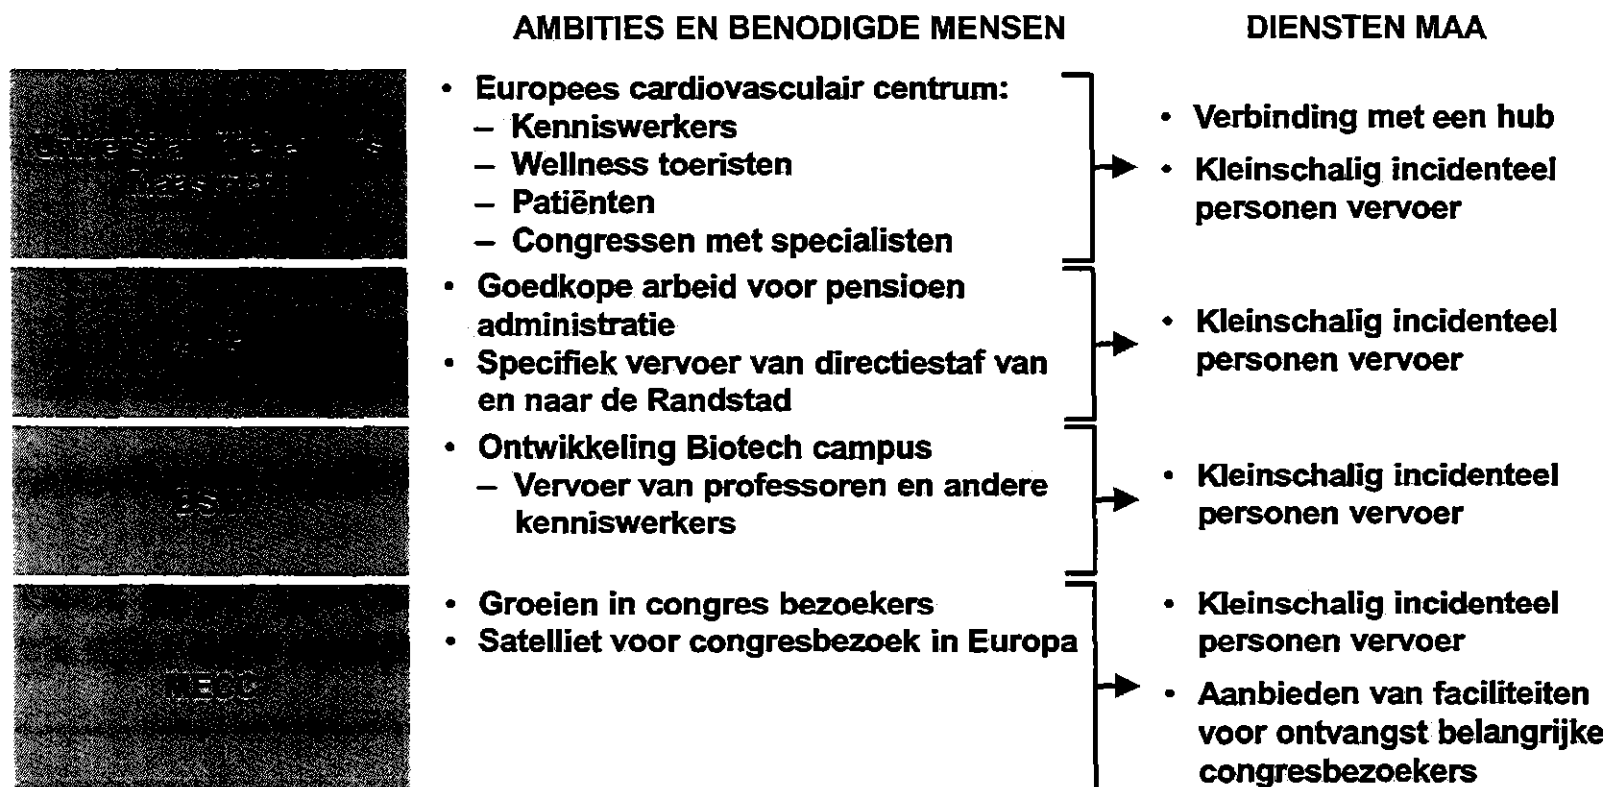 AMBITIES EN BENODIGDE MENSEN
DIENSTEN MAA
• Europees cardiovasculair centrum:
– Kenniswerkers
– Wellness toeristen
– Patiënten
– Congressen met specialisten
• Verbinding met een hub
• Kleinschalig incidenteel
personen vervoer
• Goedkope arbeid voor pensioen
administratie
• Specifiek vervoer van directiestaf van
en naar de Randstad
• Kleinschalig incidenteel
personen vervoer
• Ontwikkeling Biotech campus
– Vervoer van professoren en andere
kenniswerkers
• Kleinschalig incidenteel
personen vervoer
MECC
• Groeien in congres bezoekers
• Satelliet voor congresbezoek in Europa
• Kleinschalig incidenteel
personen vervoer
• Aanbieden van faciliteiten
voor ontvangst belangrijke
congresbezoekers